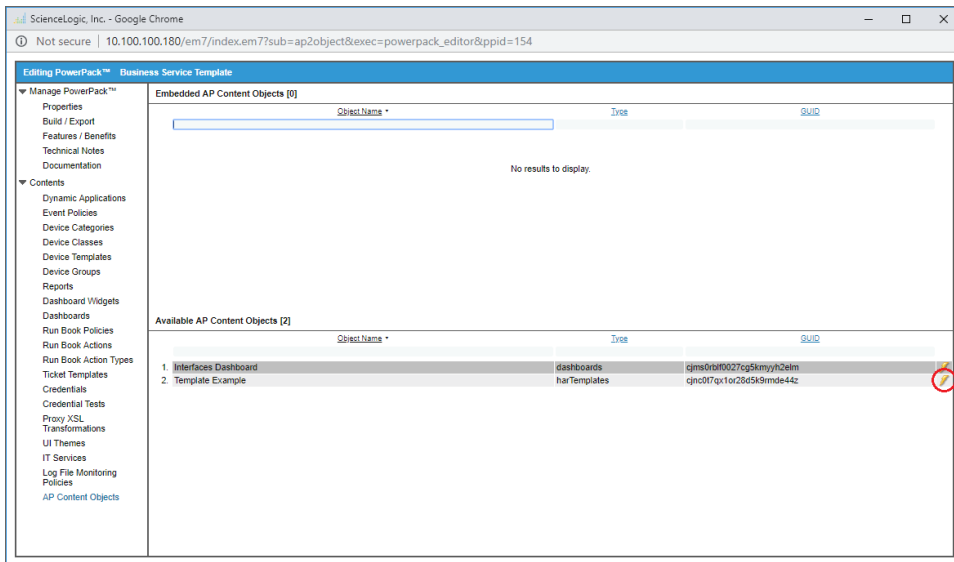 ScienceLogic, Inc. - Google Chrome
Not secure | 10.100.100.180/em7/index.em7?sub=ap2object&exec=powerpack_editor&ppid=154
Editing PowerPack™ Business Service Template
Manage PowerPack™
Properties
Build / Export
Features / Benefits
Technical Notes
Documentation
Contents
Dynamic Applications
Event Policies
Device Categories
Device Classes
Device Templates
Device Groups
Reports
Dashboard Widgets
Dashboards
Run Book Policies
Run Book Actions
Run Book Action Types
Ticket Templates
Credentials
Credential Tests
Proxy XSL
Transformations
UI Themes
IT Services
Log File Monitoring
Policies
AP Content Objects
Embedded AP Content Objects [0]
Object Name Type GUID
No results to display.
Available AP Content Objects [2]
Object Name Type GUID
1. Interfaces Dashboard dashboards cjms0rblf0027cg5kmyyh2elm
2. Template Example harTemplates cjnc0t7qx1or28d5k9rmde44z